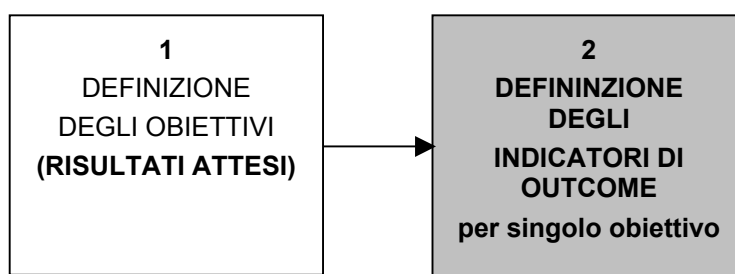 1
DEFINIZIONE
DEGLI OBIETTIVI
(RISULTATI ATTESI)
2
DEFININZIONE
DEGLI
INDICATORI DI
OUTCOME
per singolo obiettivo